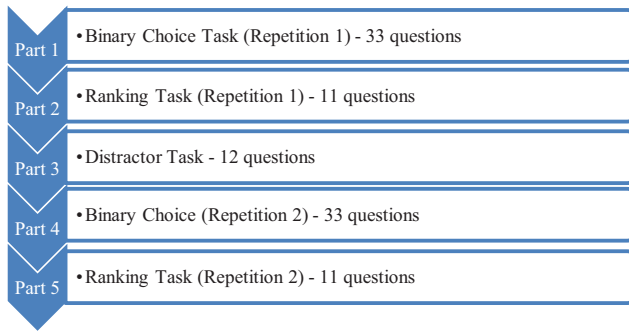 Part 1
•Binary Choice Task (Repetition 1) - 33 questions
Part 2
•Ranking Task (Repetition 1) - 11 questions
Part 3
•Distractor Task - 12 questions
Part 4
•Binary Choice (Repetition 2) - 33 questions
Part 5
•Ranking Task (Repetition 2) - 11 questions